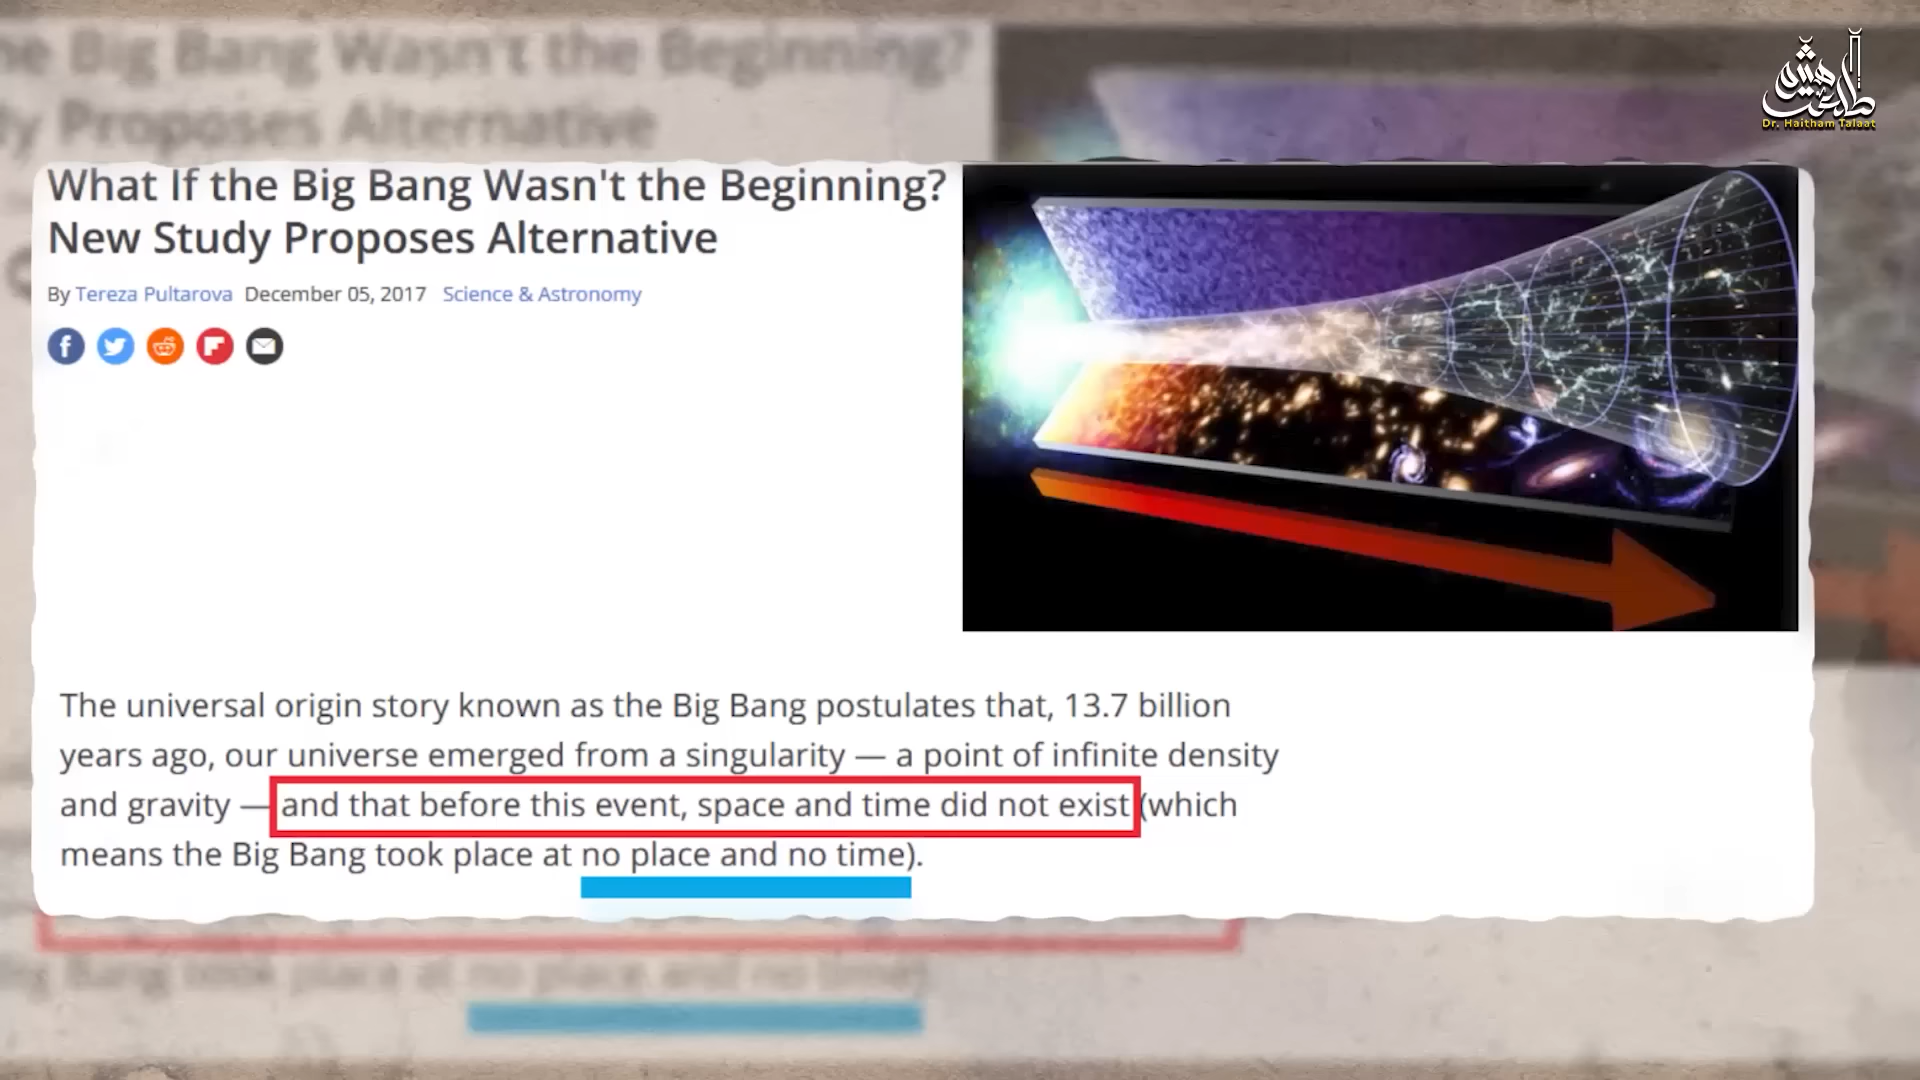 هيثم
طلعت
Dr. Haitham Talaat
What If the Big Bang Wasn't the Beginning?
New Study Proposes Alternative
By Tereza Pultarova December 05, 2017 Science & Astronomy
The universal origin story known as the Big Bang postulates that, 13.7 billion
years ago, our universe emerged from a singularity — a point of infinite density
and gravity — and that before this event, space and time did not exist (which
means the Big Bang took place at no place and no time).